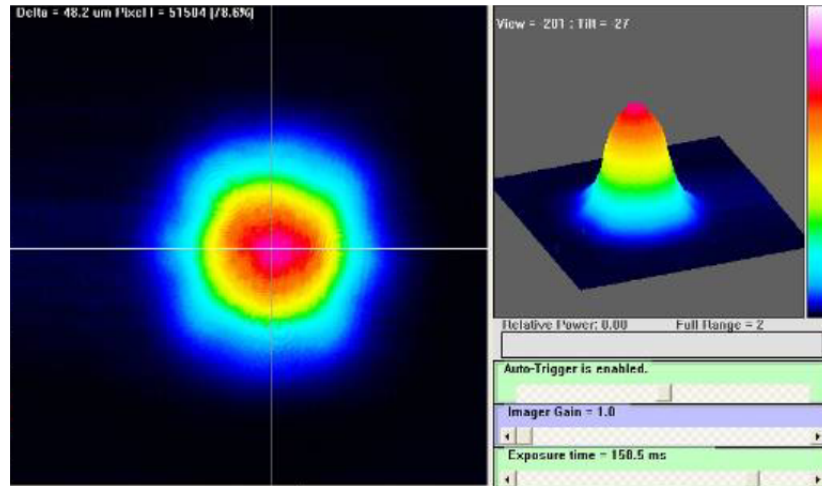 Delta = 48.2 um Pixel I = 51504 [78.6%]
View = -201 : Tilt = -27
Relative Power: 0.00 Full Range = 2
Auto-Trigger is enabled.
Imager Gain = 1.0
Exposure time = 150.5 ms